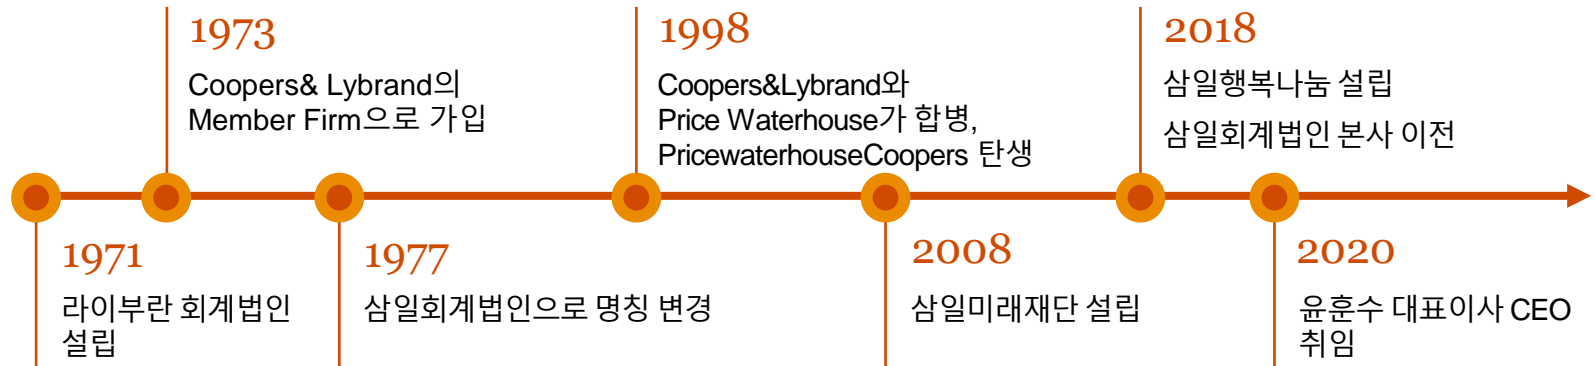 1973
Coopers& Lybrand의
Member Firm으로 가입
1998
Coopers&Lybrand와
Price Waterhouse가 합병,
PricewaterhouseCoopers 탄생
2018
삼일행복나눔 설립
삼일회계법인 본사 이전
1971
라이부란 회계법인
설립
1977
삼일회계법인으로 명칭 변경
2008
삼일미래재단 설립
2020
윤훈수 대표이사 CEO
취임